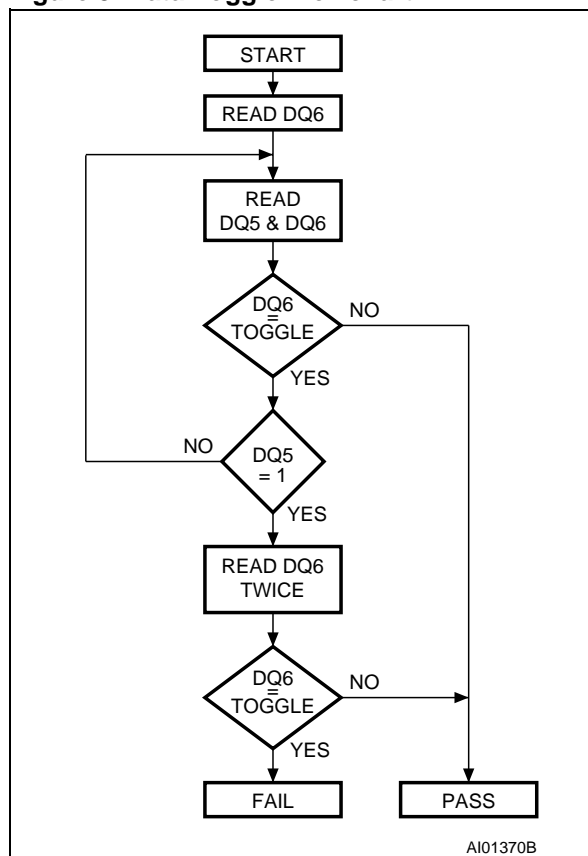 START
READ DQ6
READ
DQ5 & DQ6
DQ6
=
TOGGLE
NO
YES
NO
DQ5
= 1
YES
READ DQ6
TWICE
DQ6
=
TOGGLE
NO
YES
FAIL
PASS
AI01370B